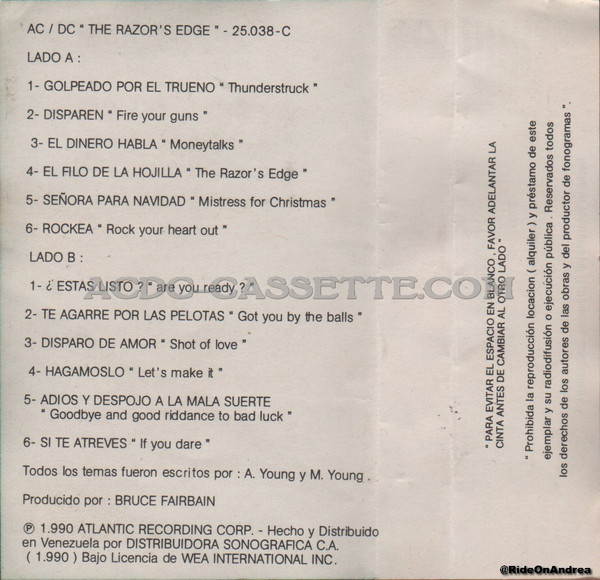 AC / DC “ THE RAZOR'S EDGE “ - 25.038-C
LADO A :
1- GOLPEADO POR EL TRUENO “ Thunderstruck “
2- DISPAREN “ Fire your guns “
3- EL DINERO HABLA “ Moneytalks “
4- EL FILO DE LA HOJILLA “ The Razor's Edge “
5- SEÑORA PARA NAVIDAD “ Mistress for Christmas “
6- ROCKEA “ Rock your heart out “
LADO B :
1- ¿ ESTAS LISTO ? “ are you ready ? “
ACDC-CASSETTE.COM
2- TE AGARRE POR LAS PELOTAS “ Got you by the balls “
3- DISPARO DE AMOR “ Shot of love “
4- HAGAMOSLO “ Let's make it “
5- ADIOS Y DESPOJO A LA MALA SUERTE
“ Goodbye and good riddance to bad luck “
6- SI TE ATREVES “ If you dare “
Todos los temas fueron escritos por : A. Young y M. Young .
Producido por : BRUCE FAIRBAIN
℗ 1.990 ATLANTIC RECORDING CORP. - Hecho y Distribuido
en Venezuela por DISTRIBUIDORA SONOGRAFICA C.A.
( 1.990 ) Bajo Licencia de WEA INTERNATIONAL INC.
“ PARA EVITAR EL ESPACIO EN BLANCO , FAVOR ADELANTAR LA
CINTA ANTES DE CAMBIAR AL OTRO LADO “
“ Prohibida la reproducción locacion ( alquiler ) y préstamo de este
ejemplar y su radiodifusión o ejecución pública . Reservados todos
los derechos de los autores de las obras y del productor de fonogramas “ .
@RideOnAndrea